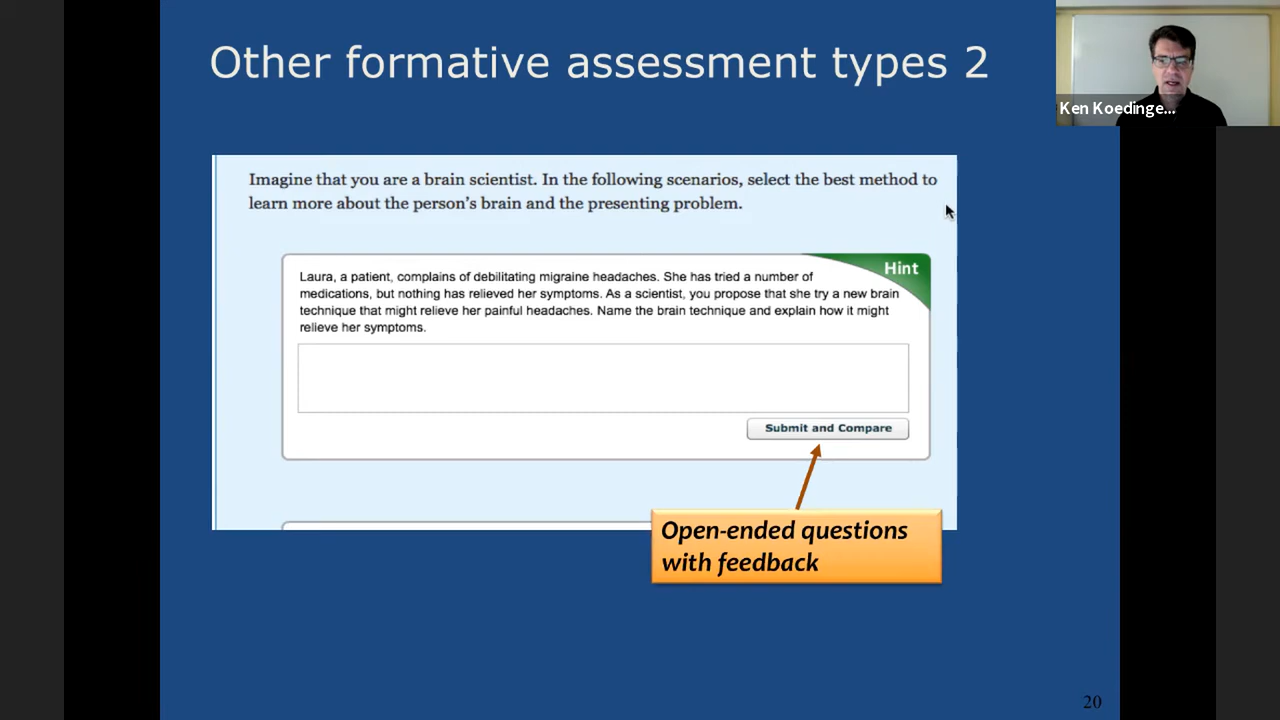 Other formative assessment types 2
Ken Koedinge...
Imagine that you are a brain scientist. In the following scenarios, select the best method to
learn more about the person's brain and the presenting problem.
Hint
Laura, a patient, complains of debilitating migraine headaches. She has tried a number of
medications, but nothing has relieved her symptoms. As a scientist, you propose that she try a new brain
technique that might relieve her painful headaches. Name the brain technique and explain how it might
relieve her symptoms.
Submit and Compare
Open-ended questions
with feedback
20